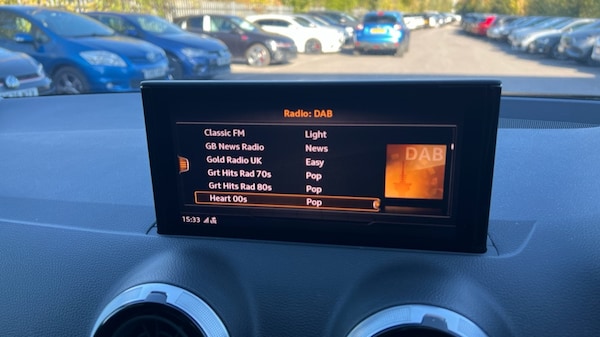 Radio: DAB
Classic FM Light
GB News Radio News
Gold Radio UK Easy
Grt Hits Rad 70s Pop
Grt Hits Rad 80s Pop
Heart 00s Pop
DAB
15:33